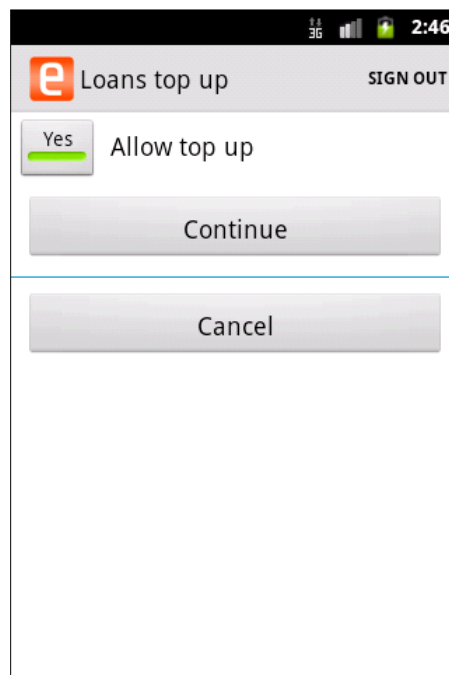 3G 2:46
e Loans top up SIGN OUT
Yes Allow top up
Continue
Cancel